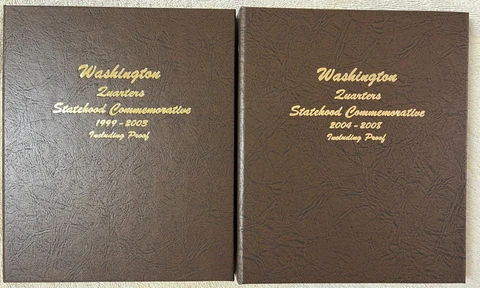 Washington
Quarters
Statehood Commemorative
1999-2003
Including Proof
Washington
Quarters
Statehood Commemorative
2004-2008
Including Proof